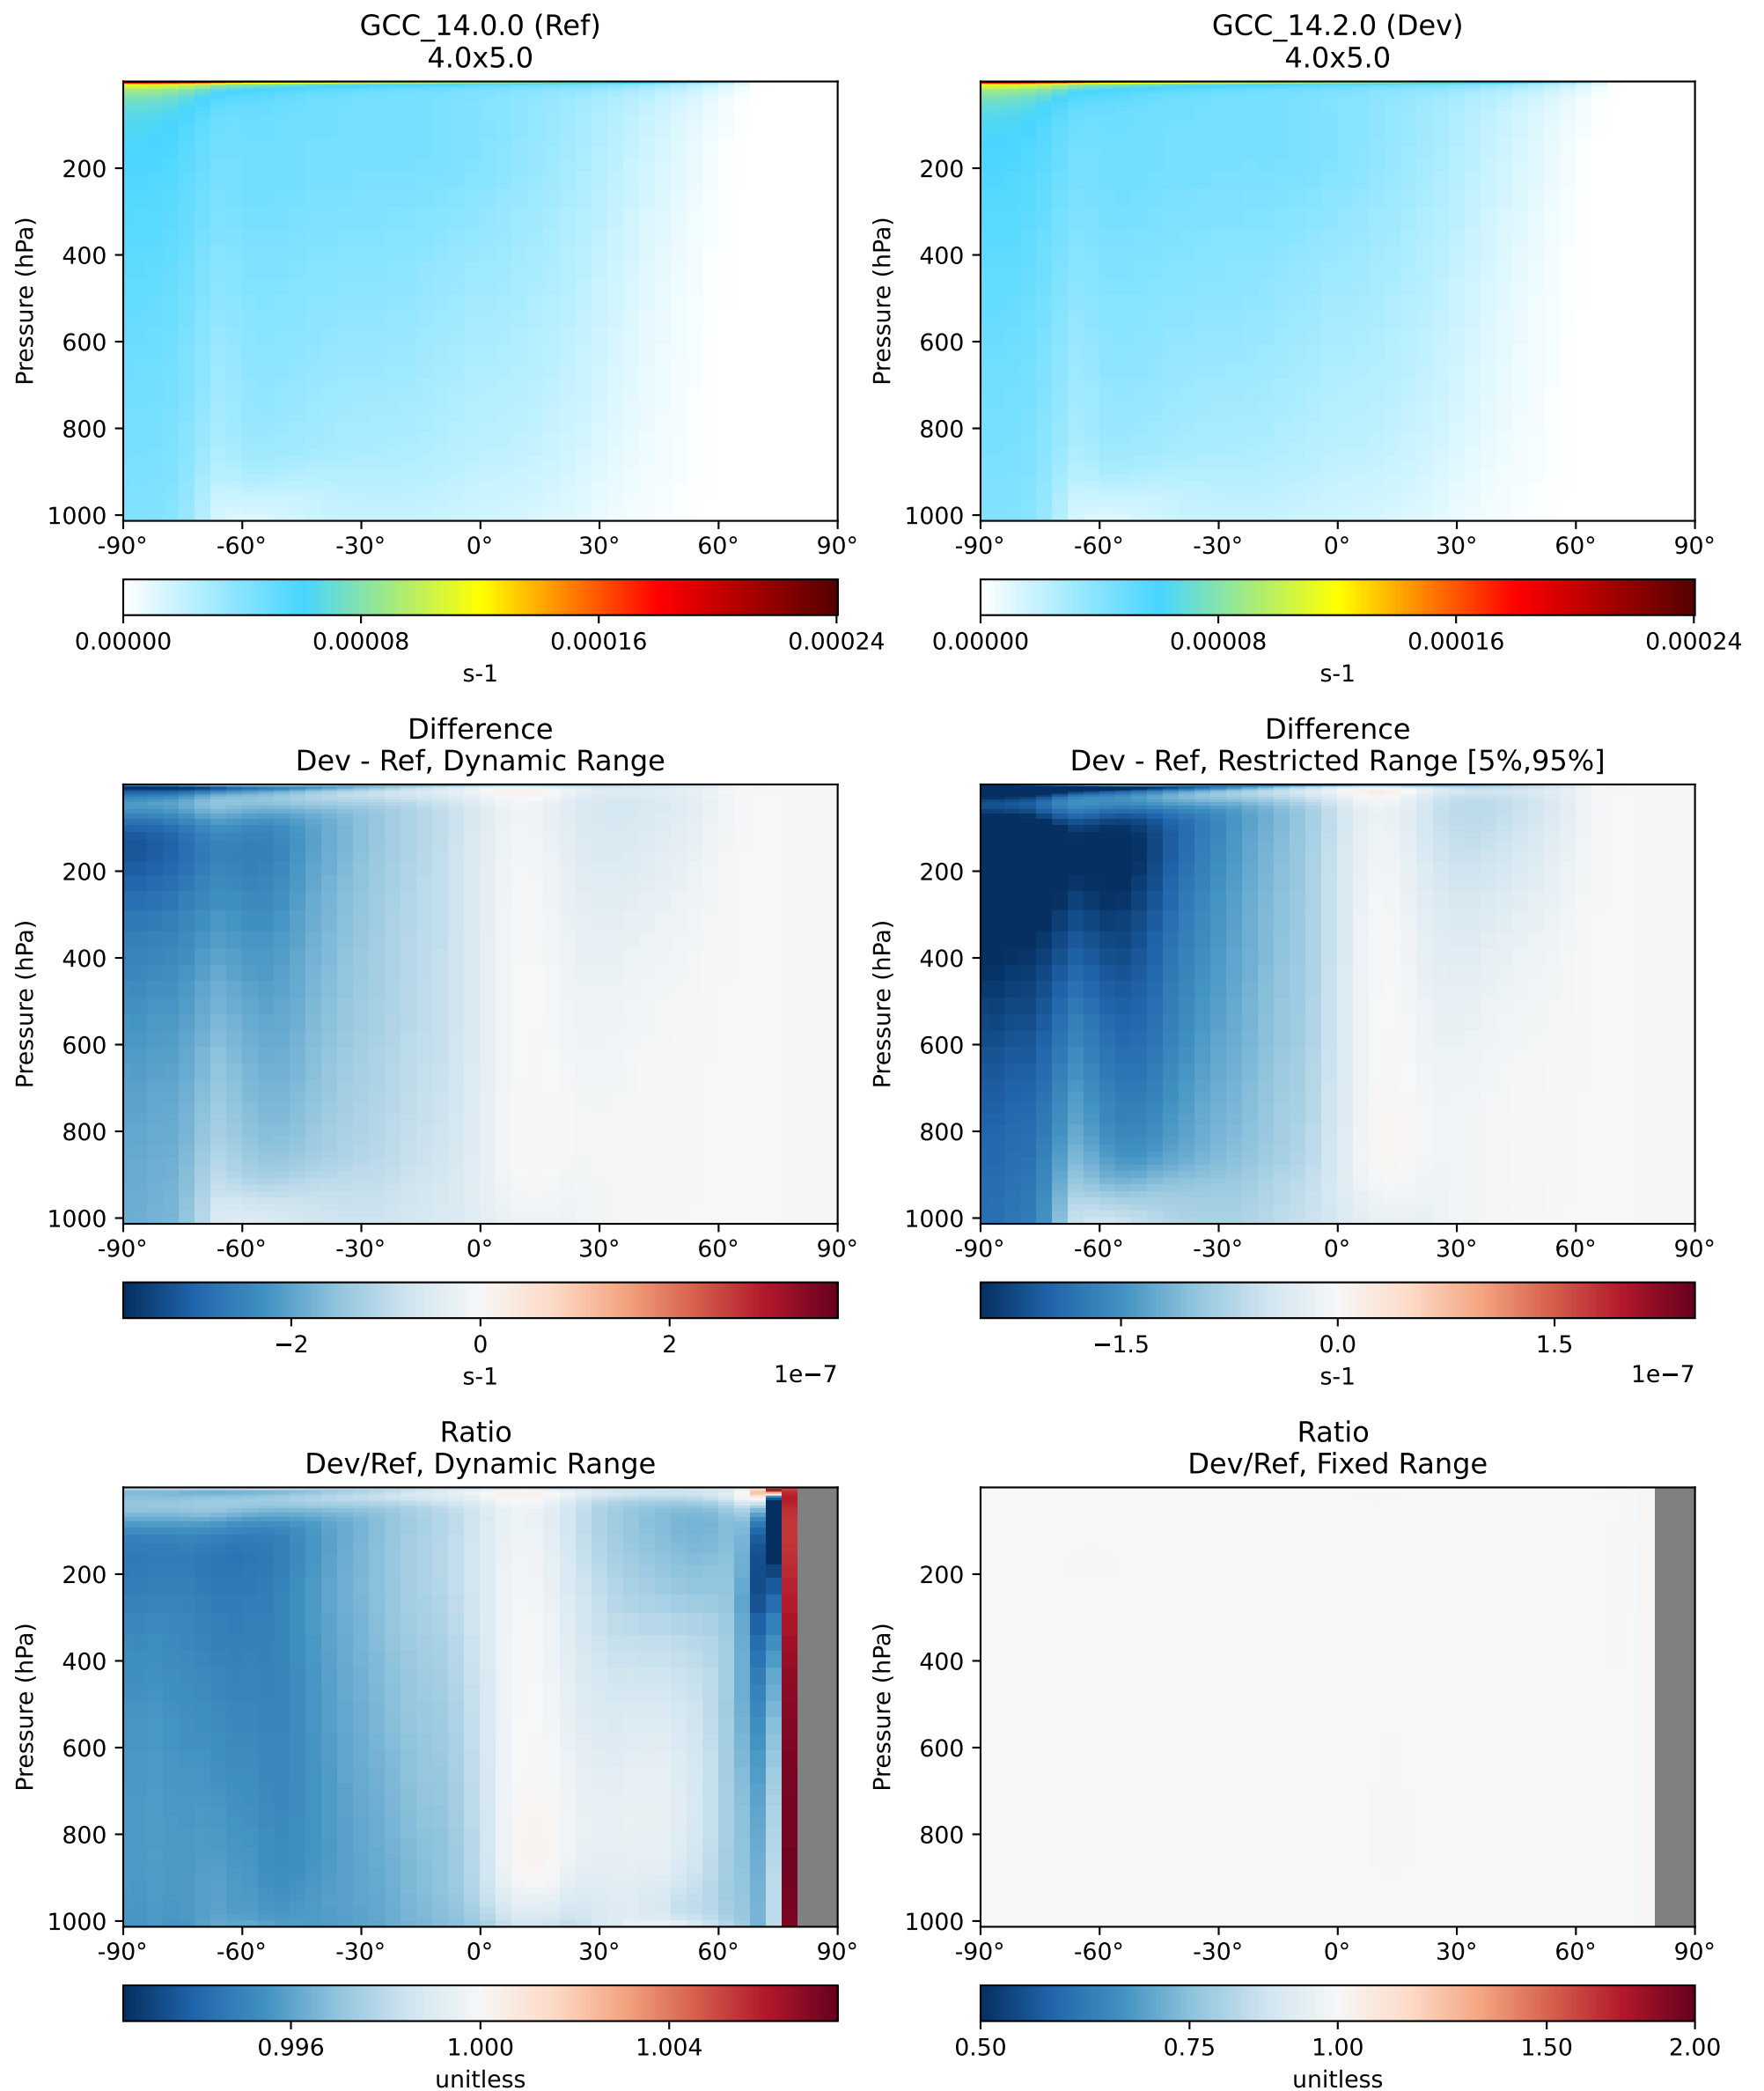 GCC_14.0.0 (Ref)
4.0x5.0
Pressure (hPa)
200
400
600
800
1000
-90° -60° -30° 0° 30° 60° 90°
0.00000 0.00008 0.00016 0.00024
s-1
GCC_14.2.0 (Dev)
4.0x5.0
Pressure (hPa)
200
400
600
800
1000
-90° -60° -30° 0° 30° 60° 90°
0.00000 0.00008 0.00016 0.00024
s-1
Difference
Dev - Ref, Dynamic Range
Pressure (hPa)
200
400
600
800
1000
-90° -60° -30° 0° 30° 60° 90°
−2 0 2
s-1 1e−7
Difference
Dev - Ref, Restricted Range [5%,95%]
Pressure (hPa)
200
400
600
800
1000
-90° -60° -30° 0° 30° 60° 90°
−1.5 0.0 1.5
s-1 1e−7
Ratio
Dev/Ref, Dynamic Range
Pressure (hPa)
200
400
600
800
1000
-90° -60° -30° 0° 30° 60° 90°
0.996 1.000 1.004
unitless
Ratio
Dev/Ref, Fixed Range
Pressure (hPa)
200
400
600
800
1000
-90° -60° -30° 0° 30° 60° 90°
0.50 0.75 1.00 1.50 2.00
unitless